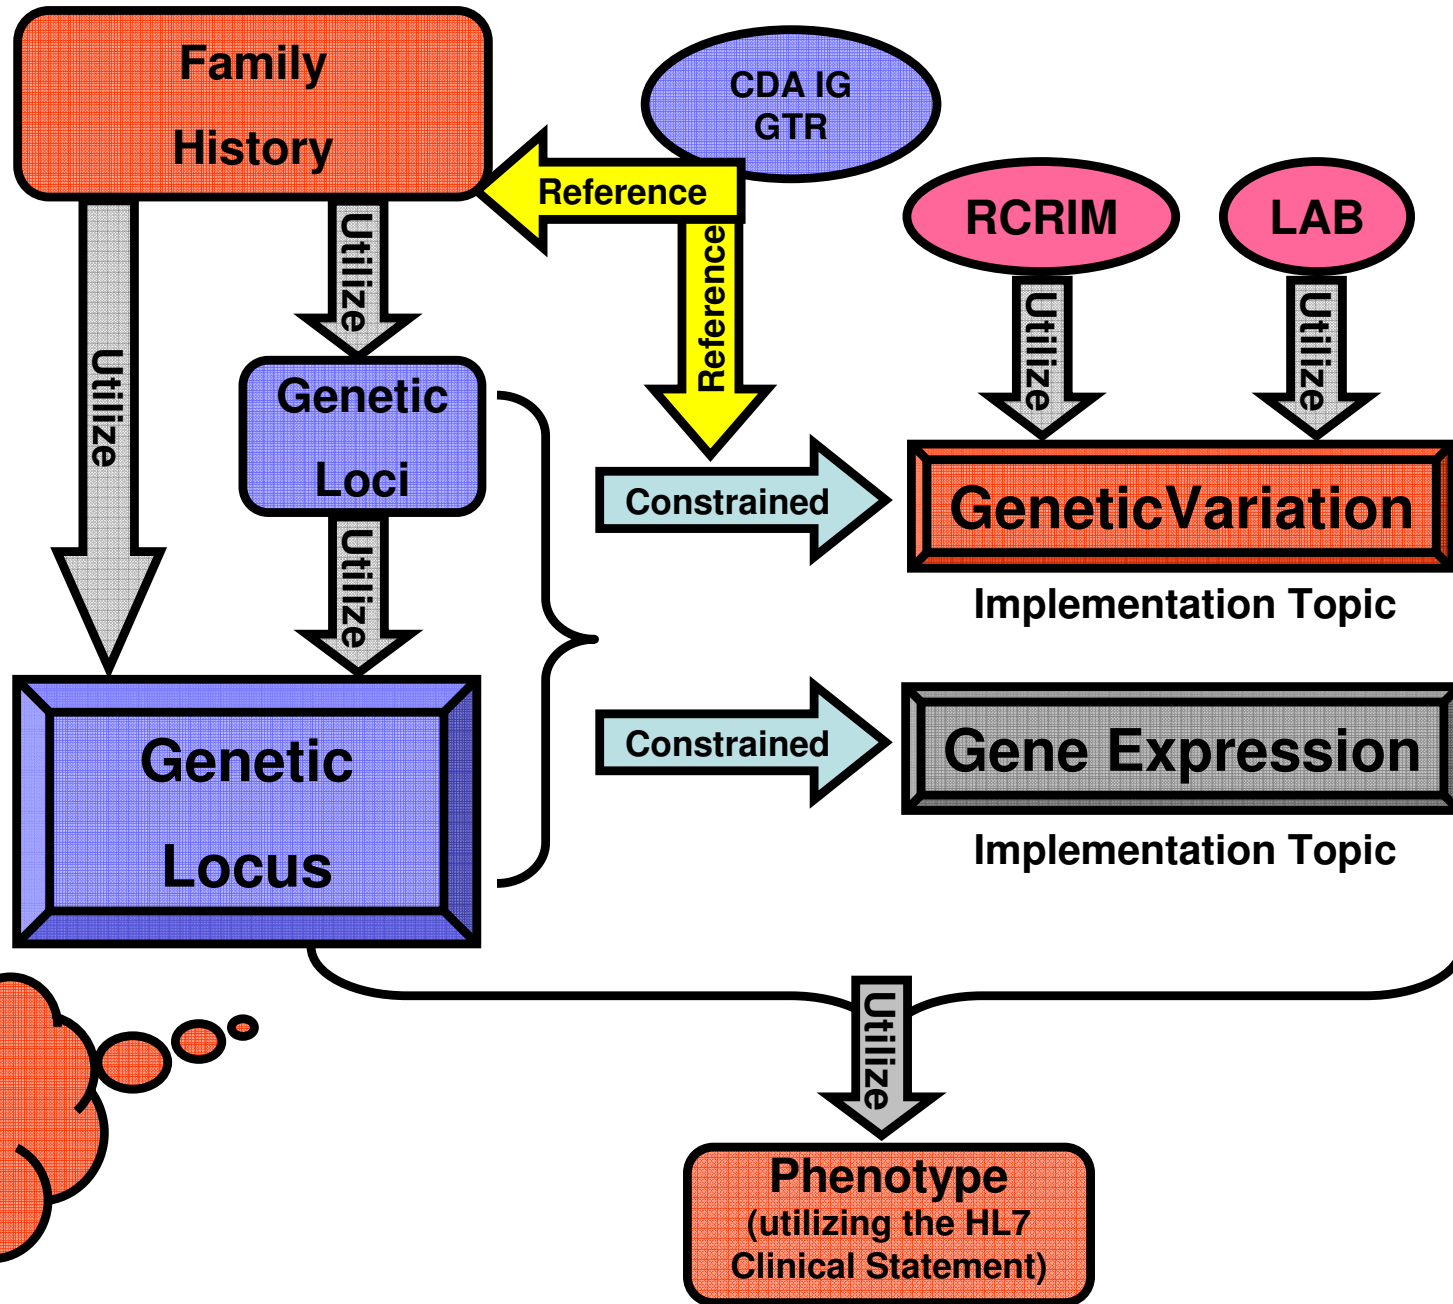 Family
History
CDA IG
GTR
Reference
Reference
RCRIM
LAB
Utilize
Utilize
Utilize
Utilize
Genetic
Loci
Utilize
Constrained
GeneticVariation
Implementation Topic
Genetic
Locus
Constrained
Gene Expression
Implementation Topic
Utilize
Phenotype
(utilizing the HL7
Clinical Statement)